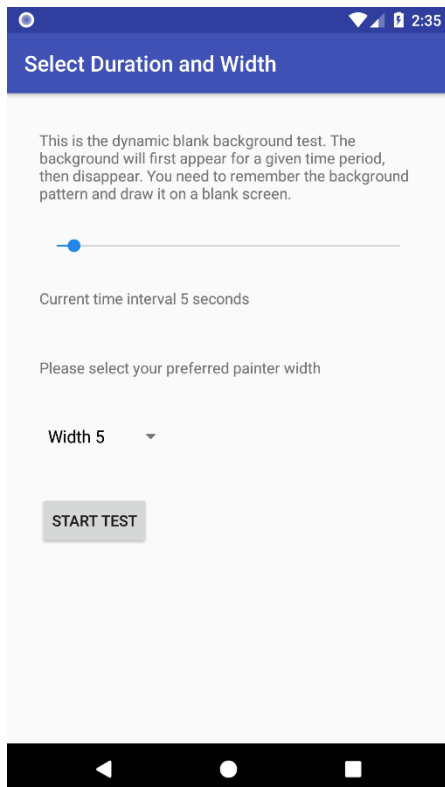 2:35
Select Duration and Width
This is the dynamic blank background test. The
background will first appear for a given time period,
then disappear. You need to remember the background
pattern and draw it on a blank screen.
Current time interval 5 seconds
Please select your preferred painter width
Width 5
START TEST